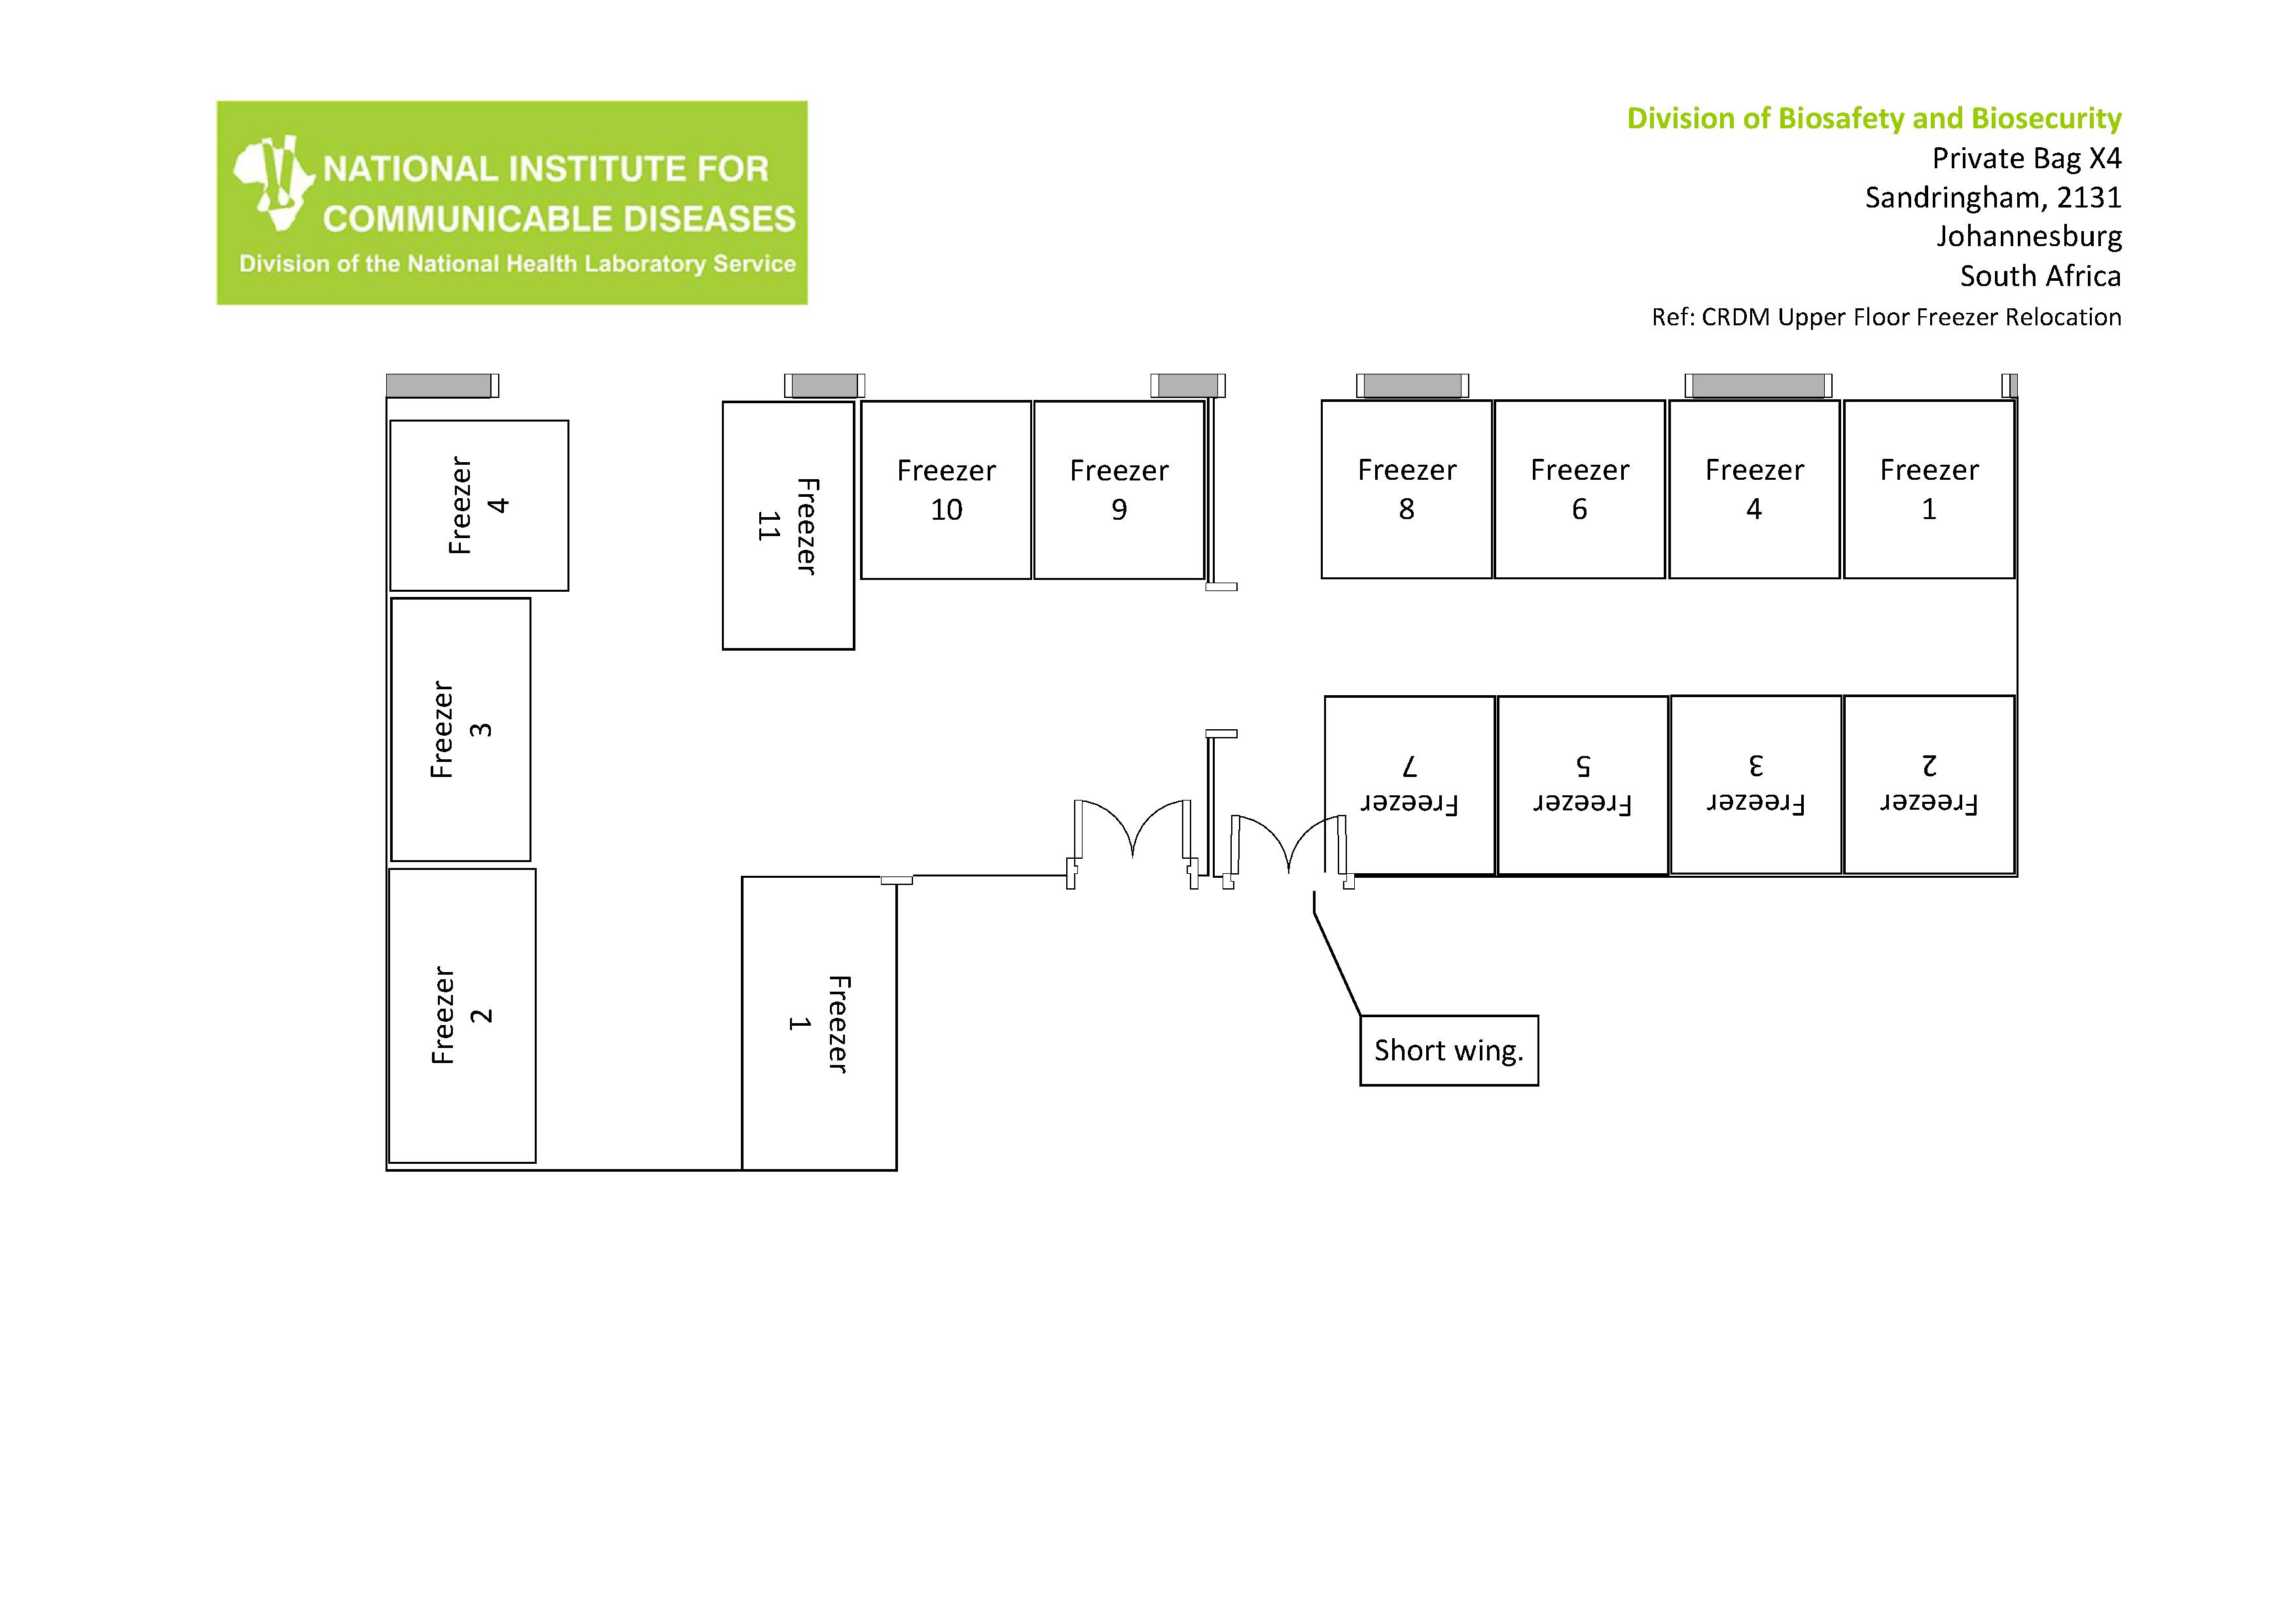 NATIONAL INSTITUTE FOR
COMMUNICABLE DISEASES
Division of the National Health Laboratory Service
Division of Biosafety and Biosecurity
Private Bag X4
Sandringham, 2131
Johannesburg
South Africa
Ref: CRDM Upper Floor Freezer Relocation
Freezer
4
Freezer
11
Freezer
10
Freezer
9
Freezer
8
Freezer
6
Freezer
4
Freezer
1
Freezer
3
Freezer
7
Freezer
5
Freezer
3
Freezer
2
Freezer
2
Freezer
1
Short wing.